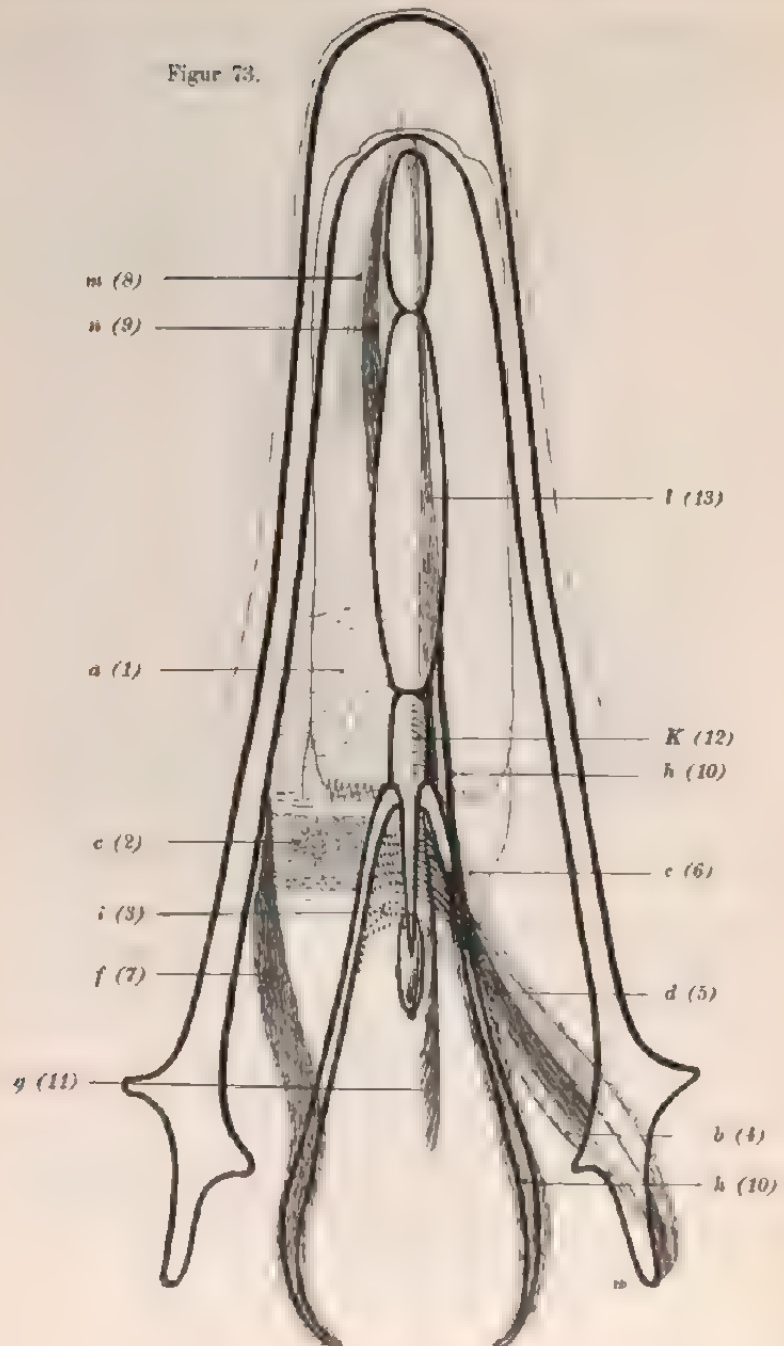 Figur 73.
m (8)
n (9)
l (13)
a (1)
K (12)
h (10)
c (2)
e (6)
i (3)
f (7)
d (5)
g (11)
b (4)
h (10)